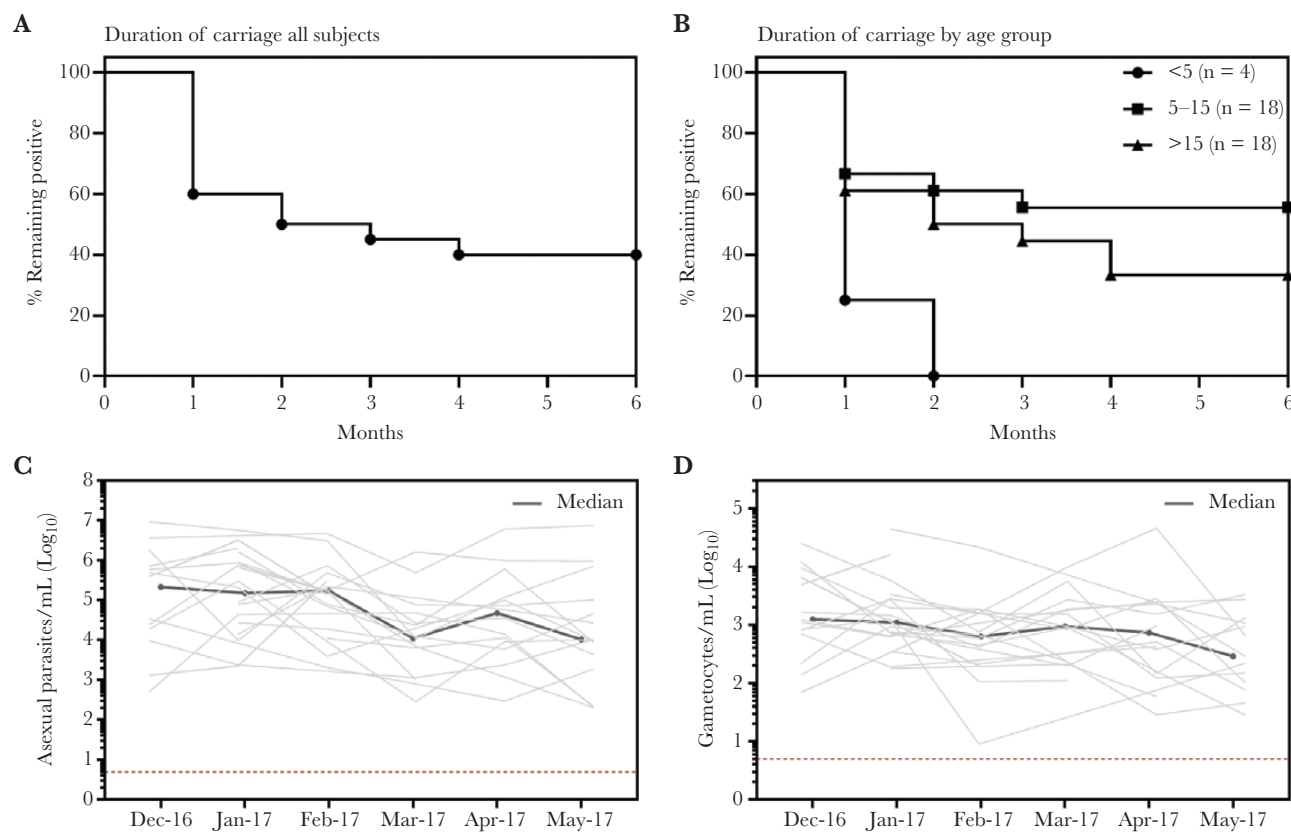 A
Duration of carriage all subjects
% Remaining positive
100
80
60
40
20
0
0 1 2 3 4 5 6
Months
B
Duration of carriage by age group
% Remaining positive
100
80
60
40
20
0
<5 (n = 4)
5–15 (n = 18)
>15 (n = 18)
0 1 2 3 4 5 6
Months
C
Asexual parasites/mL (Log10)
8
7
6
5
4
3
2
1
0
Median
Dec-16 Jan-17 Feb-17 Mar-17 Apr-17 May-17
D
Gametocytes/mL (Log10)
5
4
3
2
1
0
Median
Dec-16 Jan-17 Feb-17 Mar-17 Apr-17 May-17